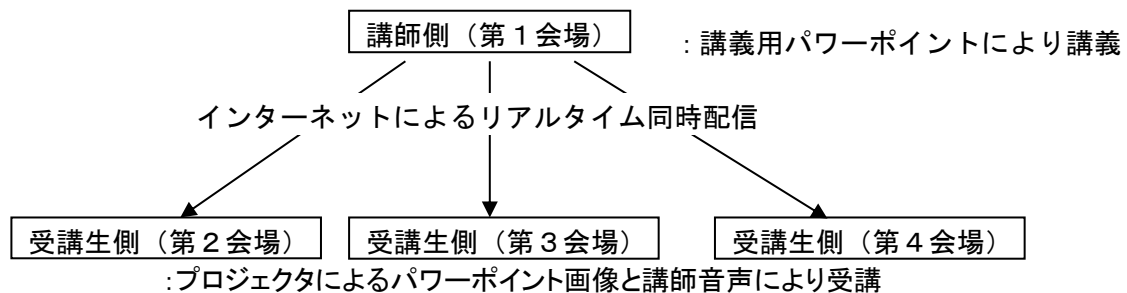 講師側（第１会場）
：講義用パワーポイントにより講義
インターネットによるリアルタイム同時配信
受講生側（第２会場）
受講生側（第３会場）
受講生側（第４会場）
：プロジェクタによるパワーポイント画像と講師音声により受講